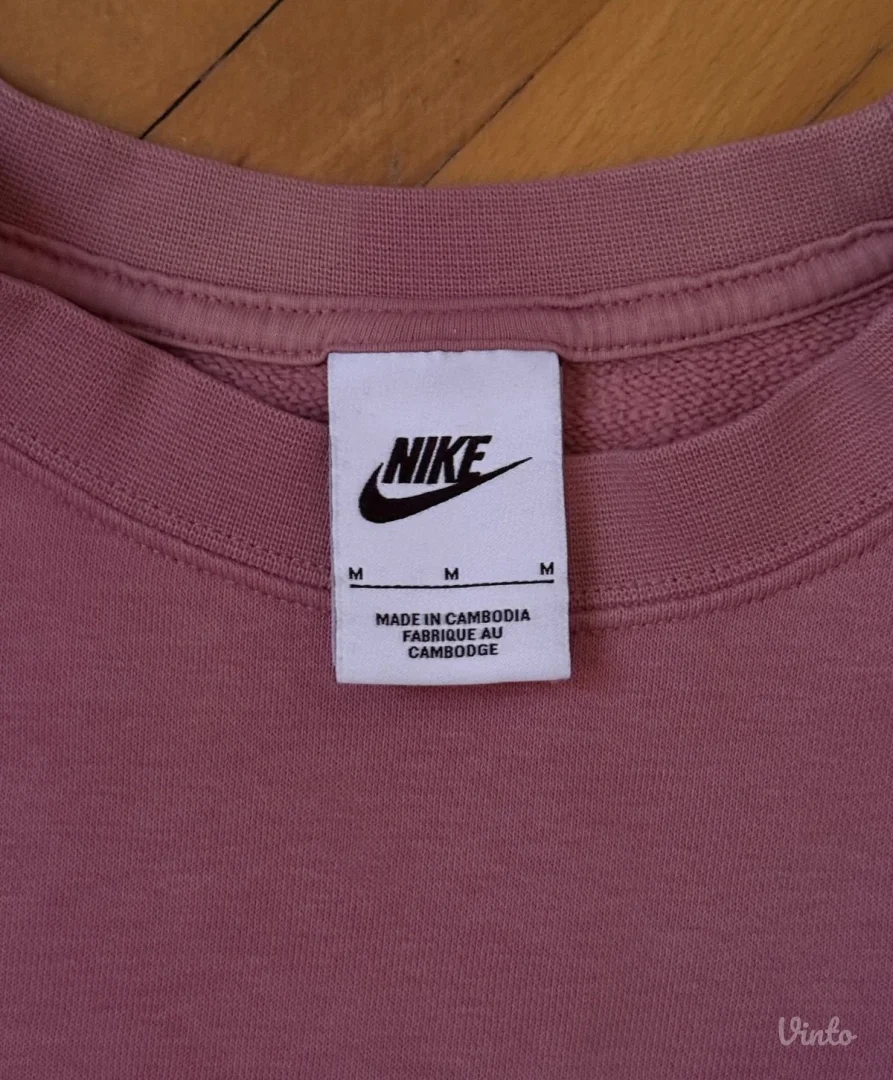 NIKE
M M M
MADE IN CAMBODIA
FABRIQUE AU
CAMBODGE
Vinto